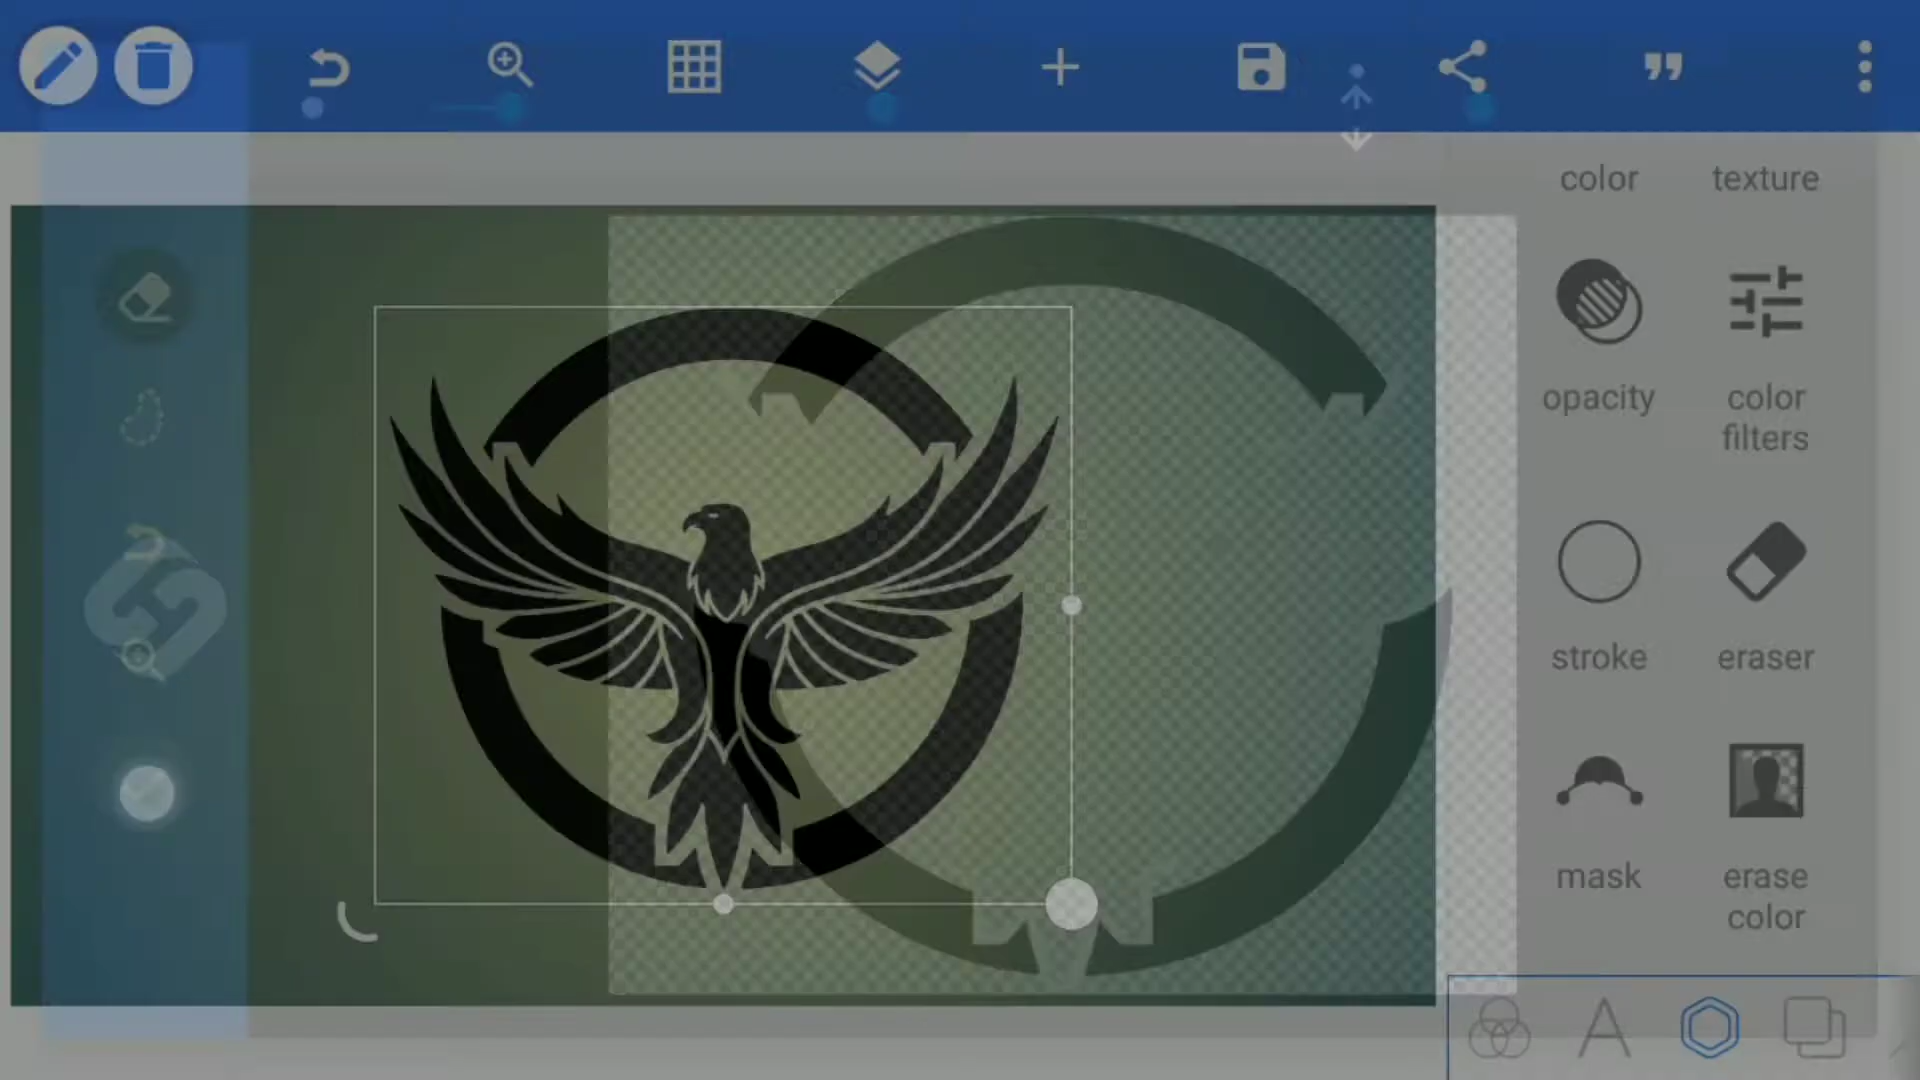 color texture
opacity color
filters
stroke eraser
mask erase
color